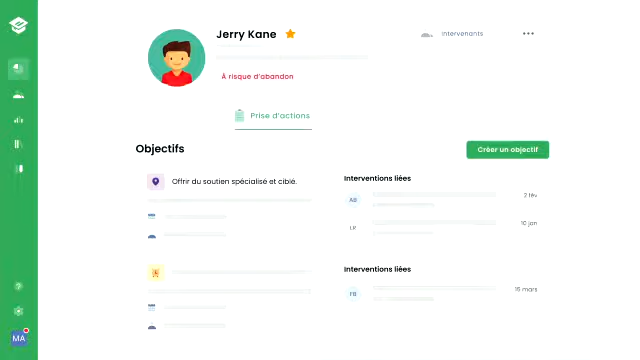 Jerry Kane
Intervenants
À risque d'abandon
Prise d'actions
Objectifs
Créer un objectif
Offrir du soutien spécialisé et ciblé.
Interventions liées
AB
2 fév
10 jan
Interventions liées
FB
15 mars
MA